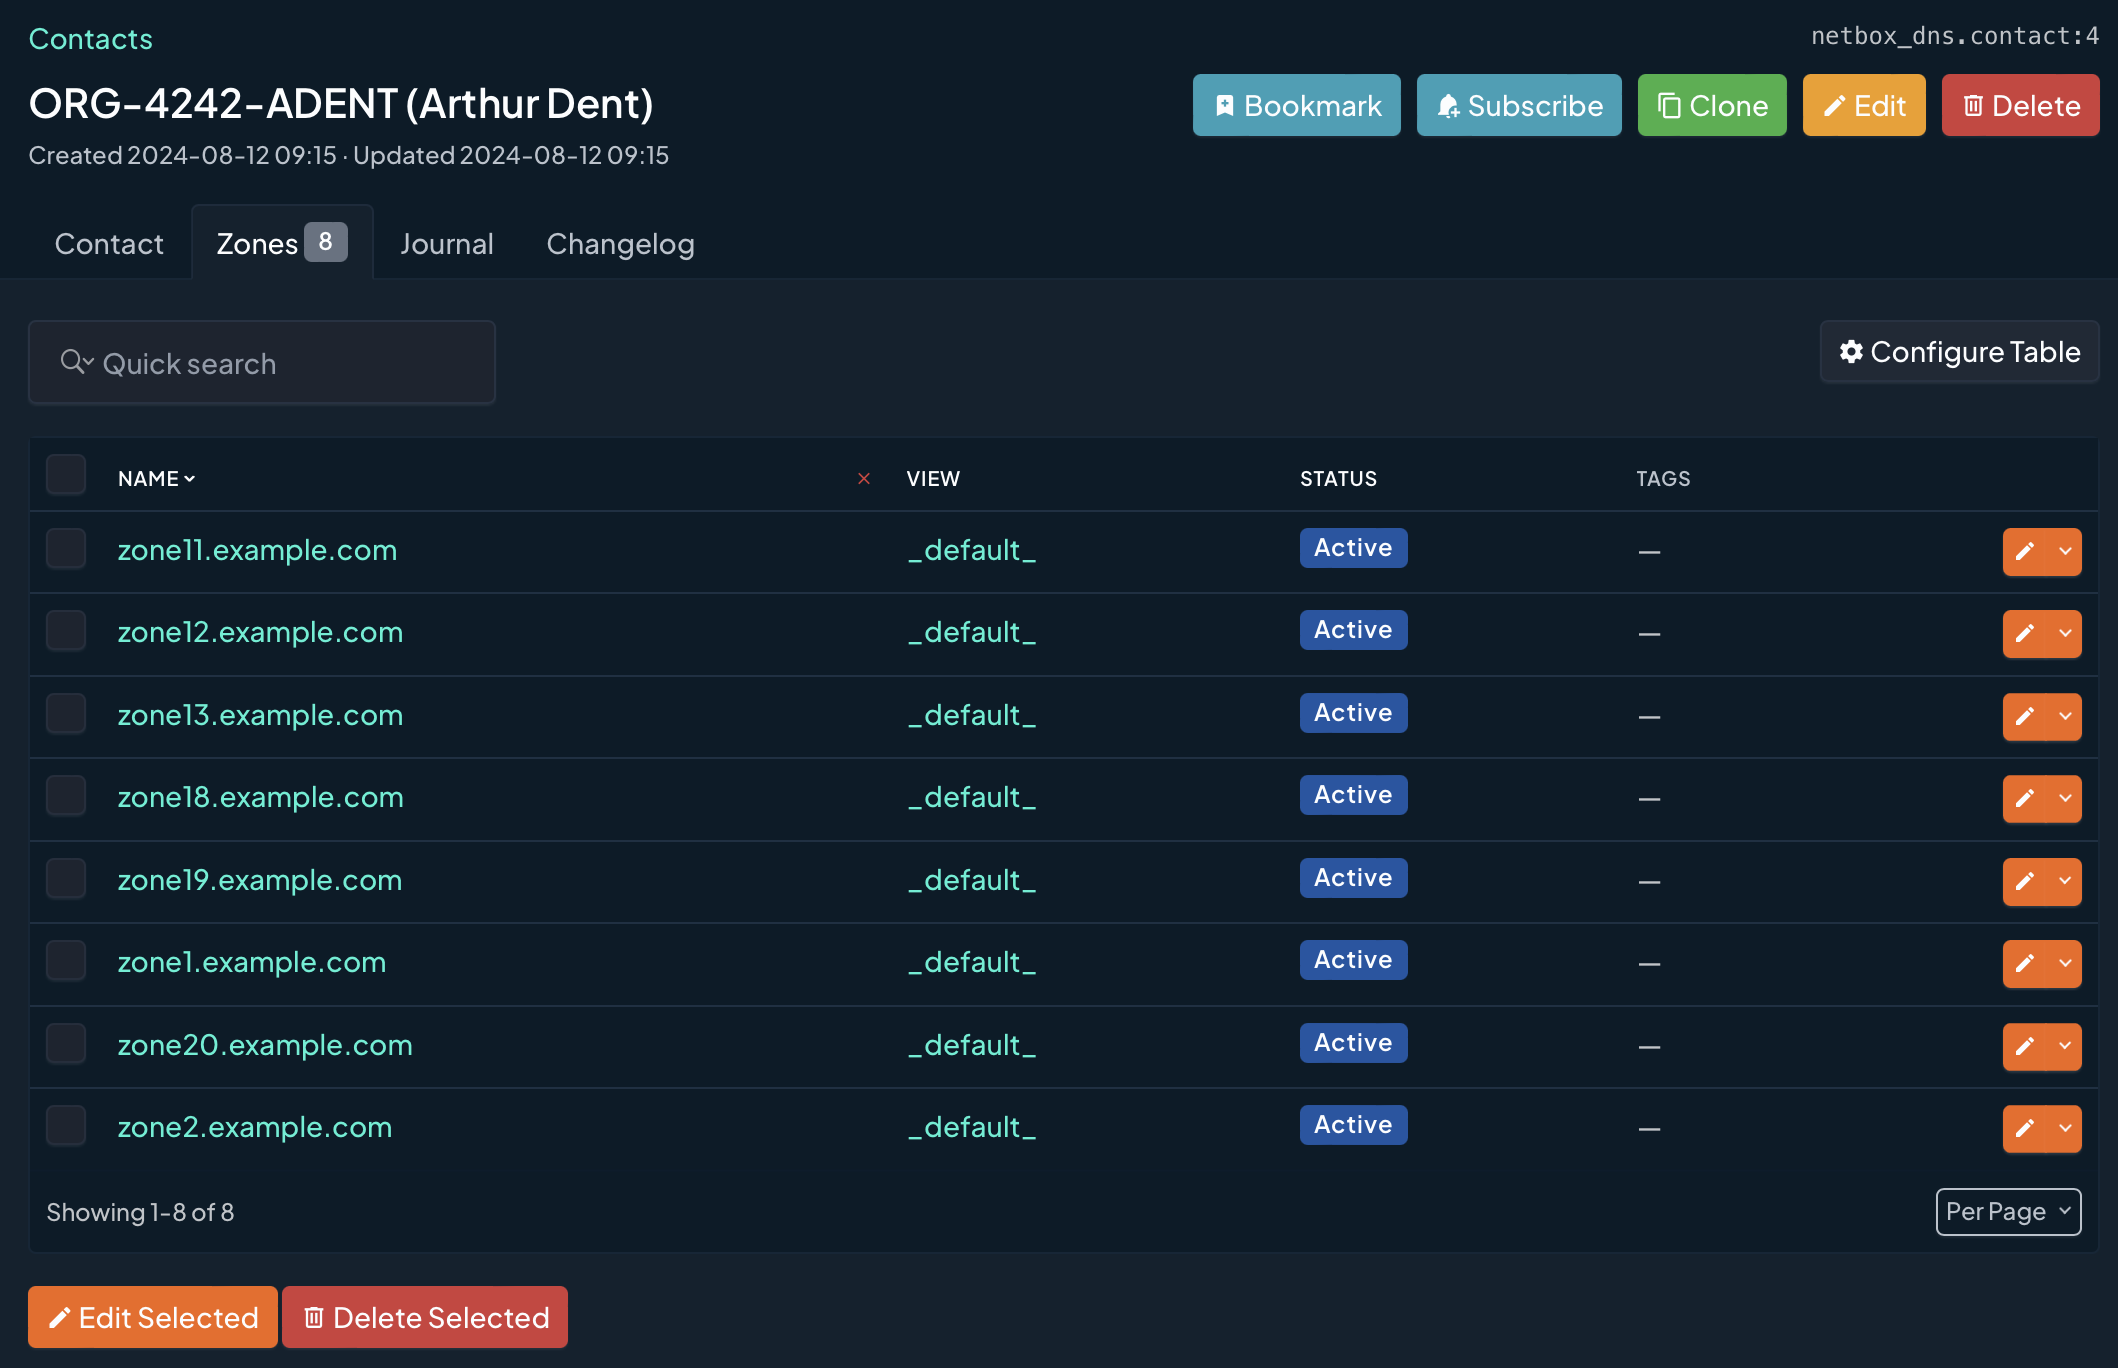 Contacts
netbox_dns.contact:4
ORG-4242-ADENT (Arthur Dent)
Bookmark Subscribe Clone Edit Delete
Created 2024-08-12 09:15 · Updated 2024-08-12 09:15
Contact Zones 8 Journal Changelog
Quick search
Configure Table
NAME VIEW STATUS TAGS
zone11.example.com _default_ Active —
zone12.example.com _default_ Active —
zone13.example.com _default_ Active —
zone18.example.com _default_ Active —
zone19.example.com _default_ Active —
zone1.example.com _default_ Active —
zone20.example.com _default_ Active —
zone2.example.com _default_ Active —
Showing 1-8 of 8
Per Page
Edit Selected Delete Selected